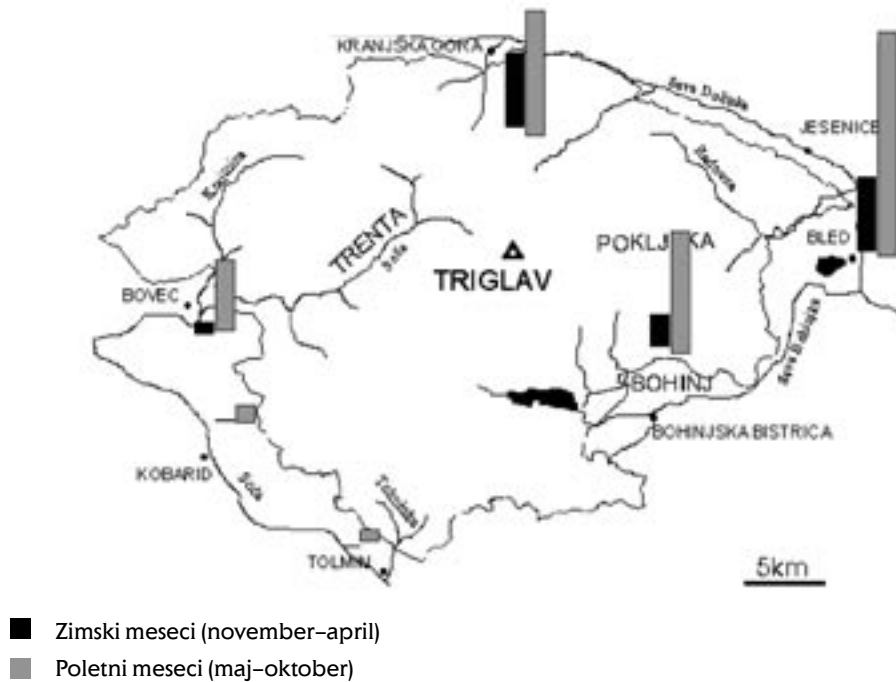 KRANJSKA GORA
Sava Dolinka
JESENICE
Radovna
Koritnica
TRENTA
Soča
POKLJUKA
BLED
TRIGLAV
BOVEC
Sava Bohinjka
BOHINJ
BOHINJSKA BISTRICA
KOBARID
Soča
Tolminka
TOLMIN
5km
Zimski meseci (november–april)
Poletni meseci (maj–oktober)